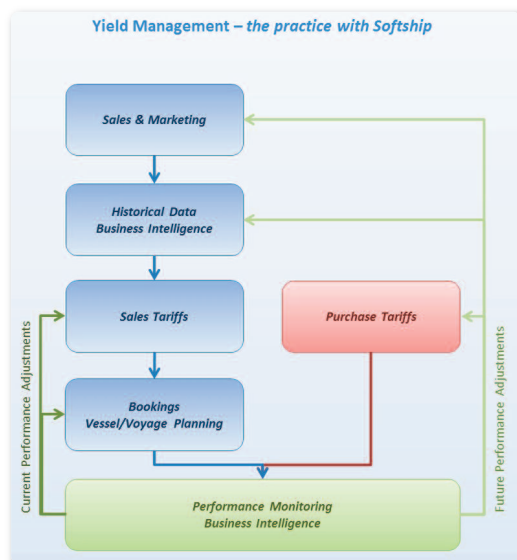 Yield Management – the practice with Softship
Sales & Marketing
Historical Data
Business Intelligence
Sales Tariffs
Purchase Tariffs
Bookings
Vessel/Voyage Planning
Performance Monitoring
Business Intelligence
Current Performance Adjustments
Future Performance Adjustments